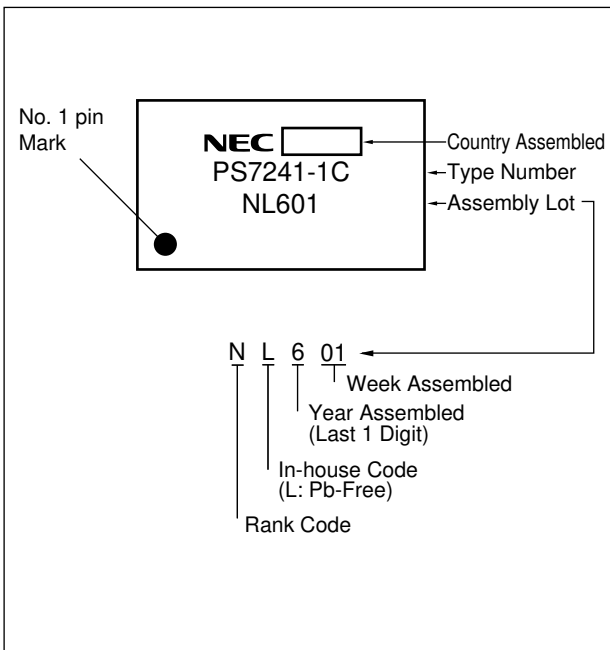 No. 1 pin
Mark
NEC
Country Assembled
PS7241-1C
Type Number
NL601
Assembly Lot
N L 6 01
Week Assembled
Year Assembled
(Last 1 Digit)
In-house Code
(L: Pb-Free)
Rank Code